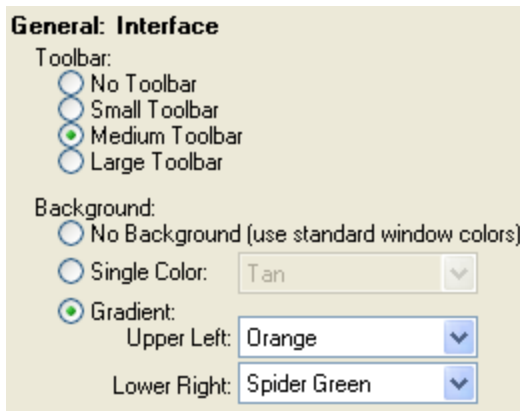 General: Interface
Toolbar:
No Toolbar
Small Toolbar
Medium Toolbar
Large Toolbar
Background:
No Background (use standard window colors)
Single Color: Tan
Gradient:
Upper Left: Orange
Lower Right: Spider Green